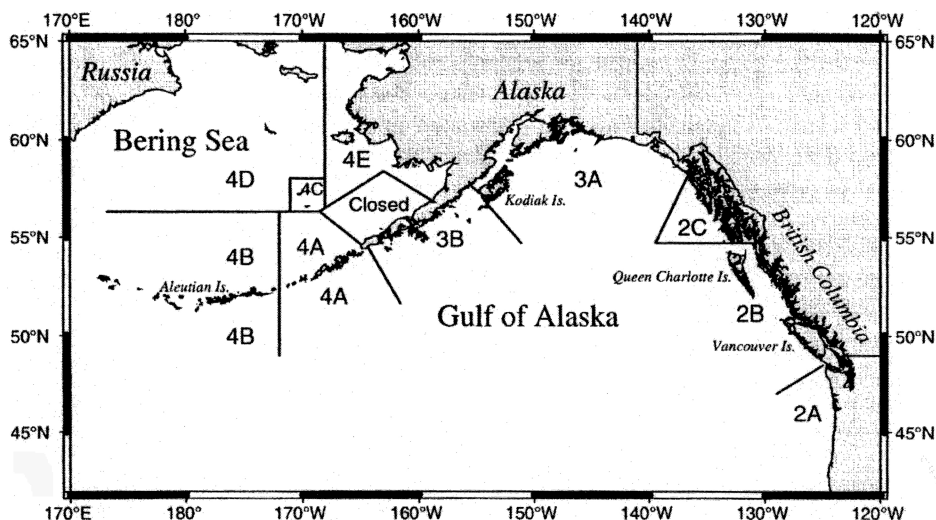 170°E 180° 170°W 160°W 150°W 140°W 130°W 120°W
65°N 65°N
Russia
Alaska
60°N 60°N
Bering Sea
4E
4D
4C
3A
Closed
Kodiak Is.
2C
British Columbia
3B
55°N 55°N
4B
4A
Aleutian Is.
4A
Queen Charlotte Is.
2B
Gulf of Alaska
50°N 50°N
4B
Vancouver Is.
2A
45°N 45°N
170°E 180° 170°W 160°W 150°W 140°W 130°W 120°W